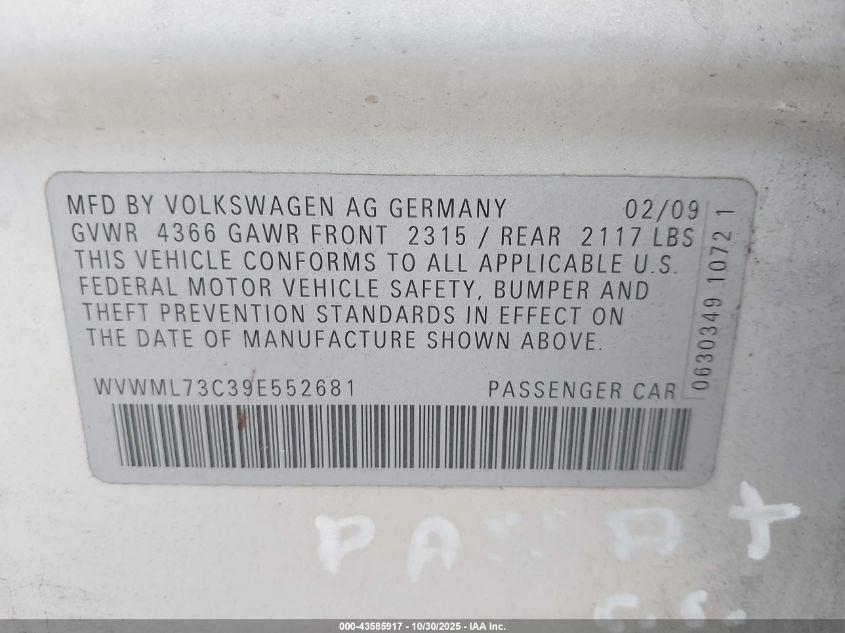 MFD BY VOLKSWAGEN AG GERMANY 02/09
GVWR 4366 GAWR FRONT 2315 / REAR 2117 LBS
THIS VEHICLE CONFORMS TO ALL APPLICABLE U.S.
FEDERAL MOTOR VEHICLE SAFETY, BUMPER AND
THEFT PREVENTION STANDARDS IN EFFECT ON
THE DATE OF MANUFACTURE SHOWN ABOVE.
WVWML73C39E552681 PASSENGER CAR
0630349 1072 1
PASSAT
C.C.
000-43585917 - 10/30/2025 - IAA Inc.